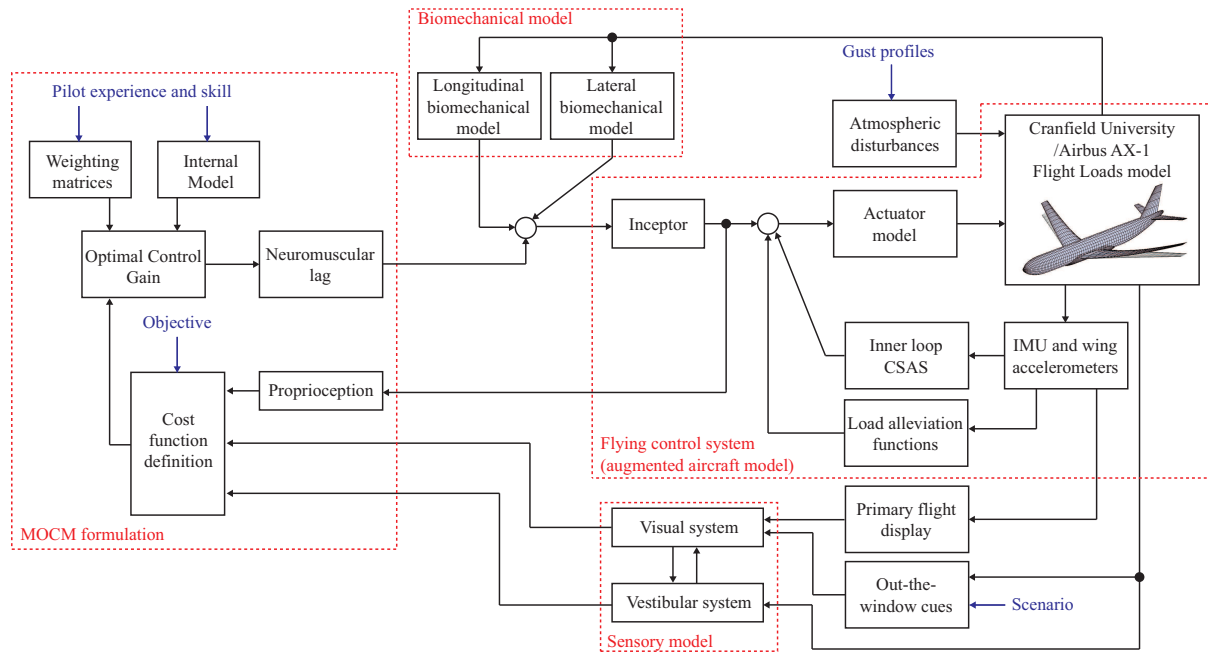 Biomechanical model
Gust profiles
Longitudinal
biomechanical
model
Lateral
biomechanical
model
Pilot experience and skill
Atmospheric
disturbances
Cranfield University
/Airbus AX-1
Flight Loads model
Weighting
matrices
Internal
Model
Inceptor
Actuator
model
Optimal Control
Gain
Neuromuscular
lag
Objective
Inner loop
CSAS
IMU and wing
accelerometers
Proprioception
Cost
function
definition
Load alleviation
functions
Flying control system
(augmented aircraft model)
MOCM formulation
Visual system
Primary flight
display
Vestibular system
Out-the-
window cues
Scenario
Sensory model